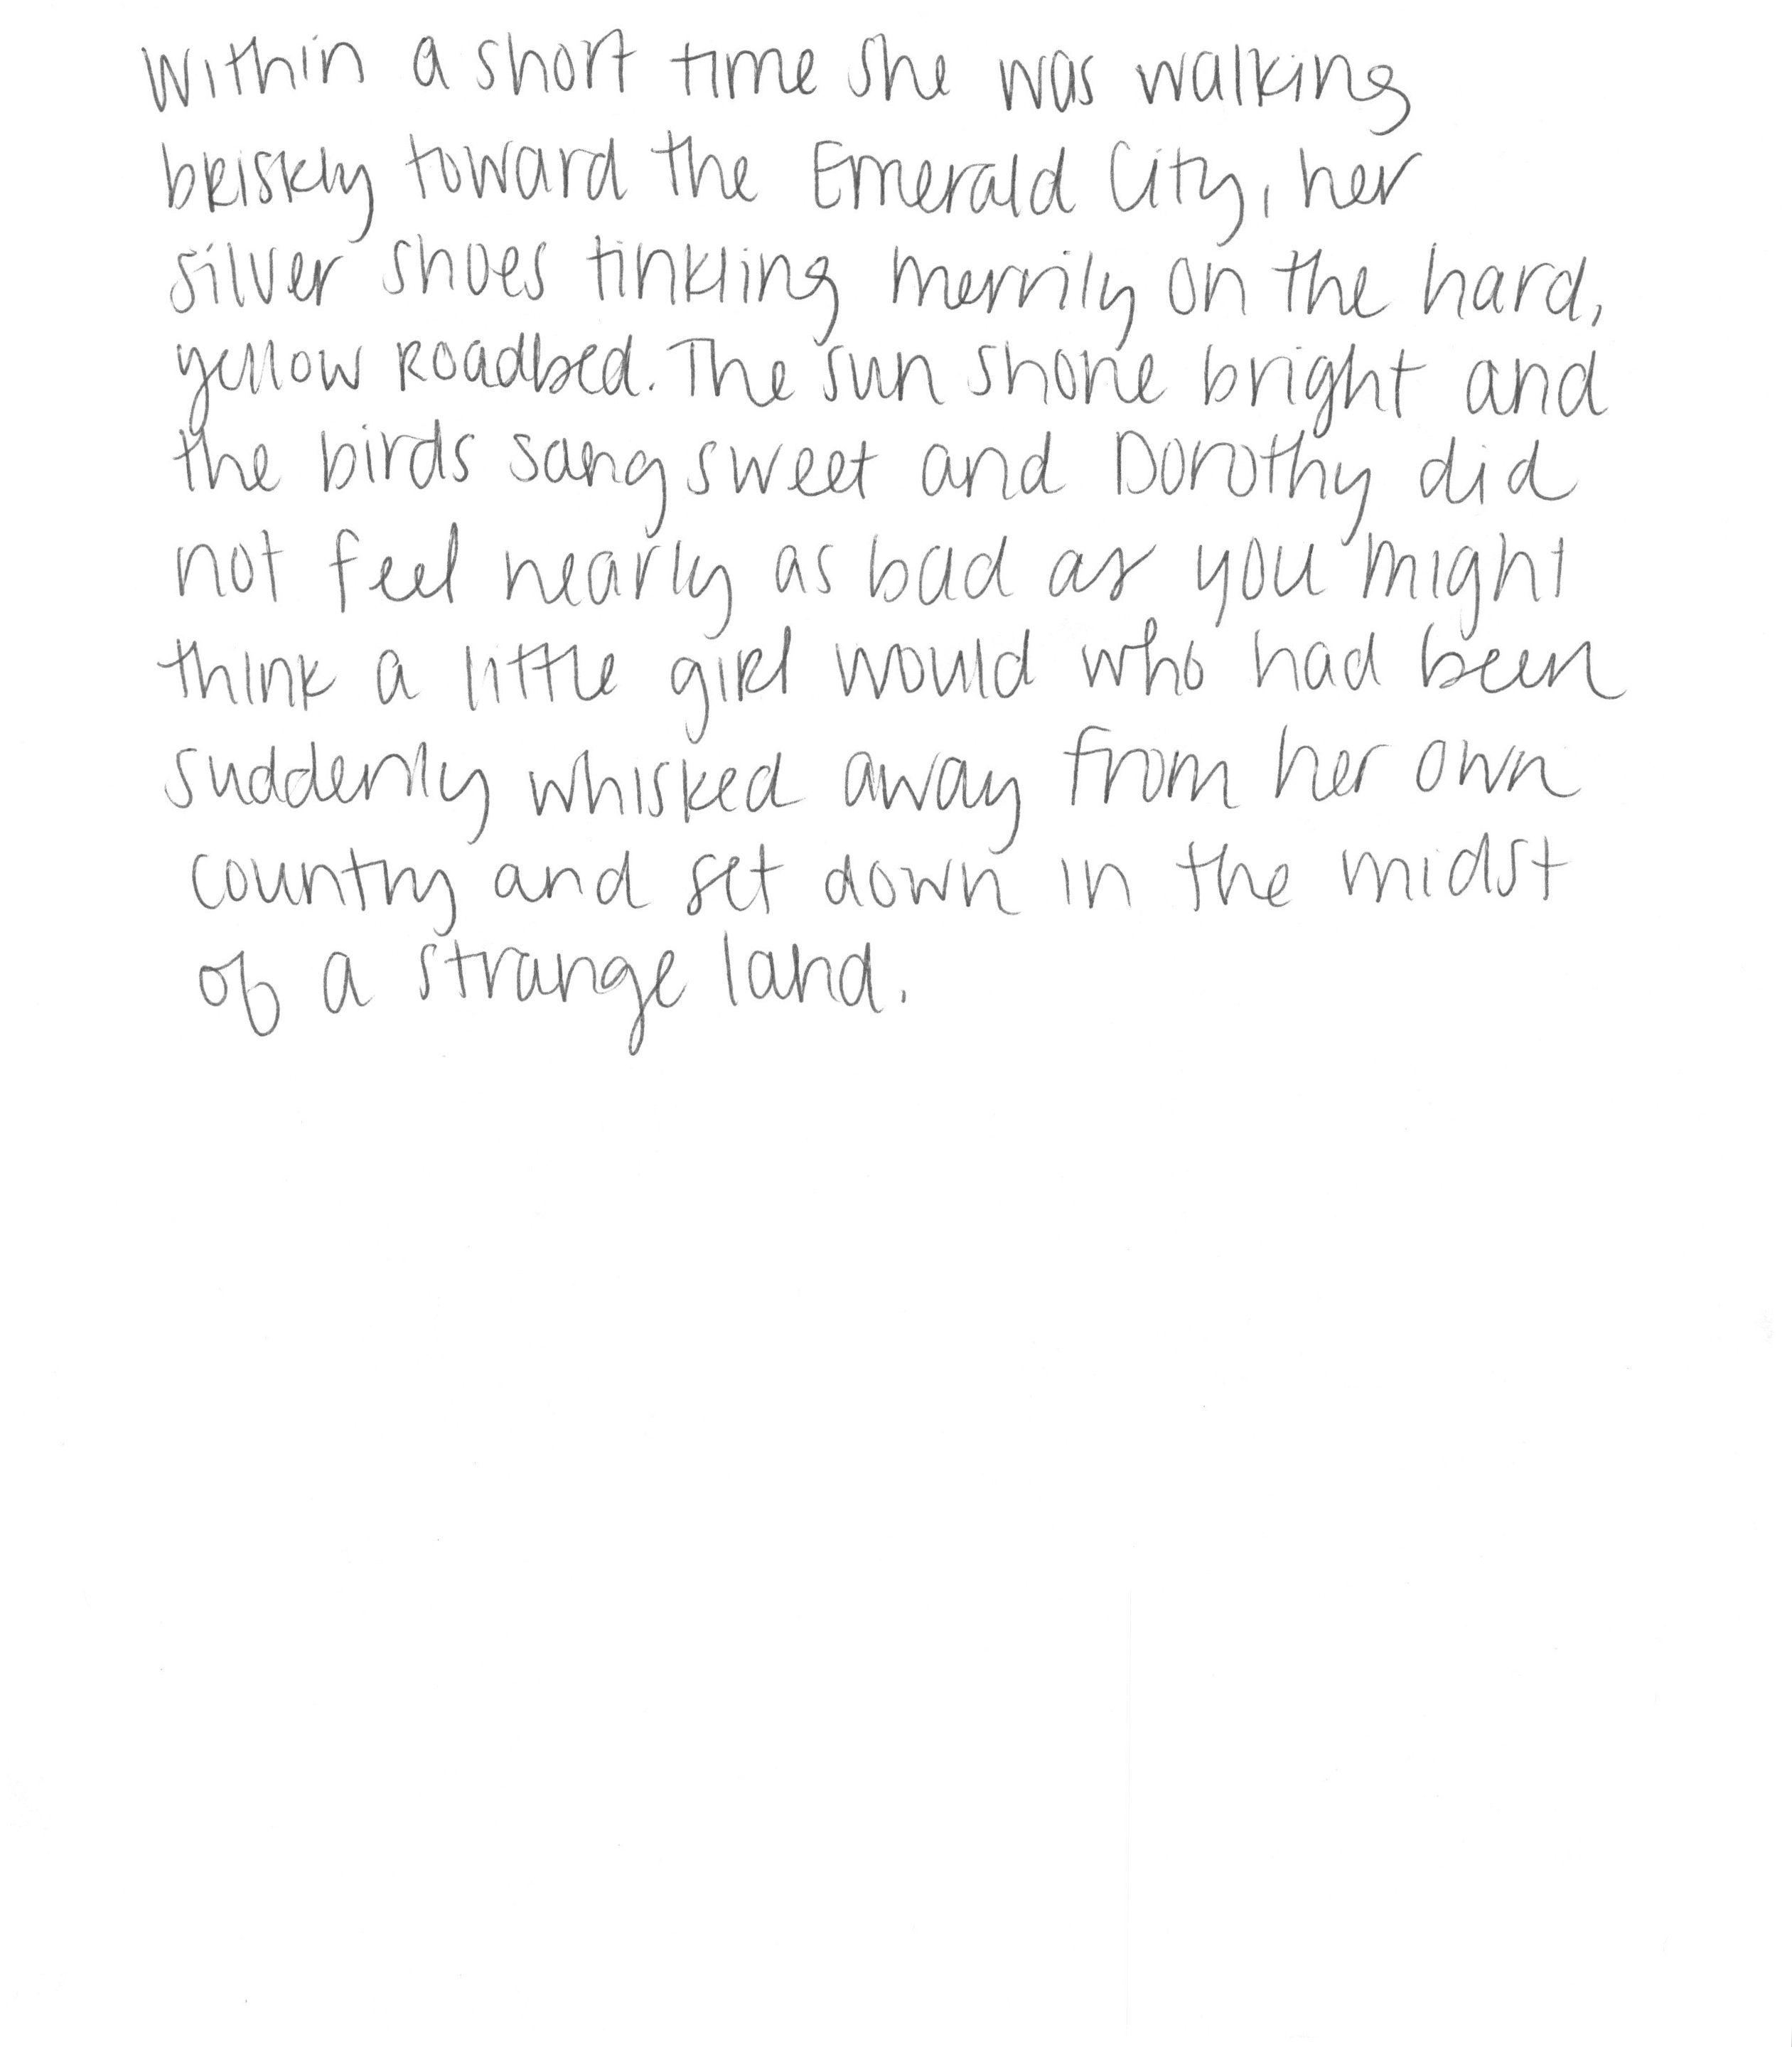 Within a short time she was walking
briskly toward the Emerald City, her
silver shoes tinkling merrily on the hard,
yellow roadbed. The sun shone bright and
the birds sang sweet and Dorothy did
not feel nearly as bad as you might
think a little girl would who had been
suddenly whisked away from her own
country and set down in the midst
of a strange land.